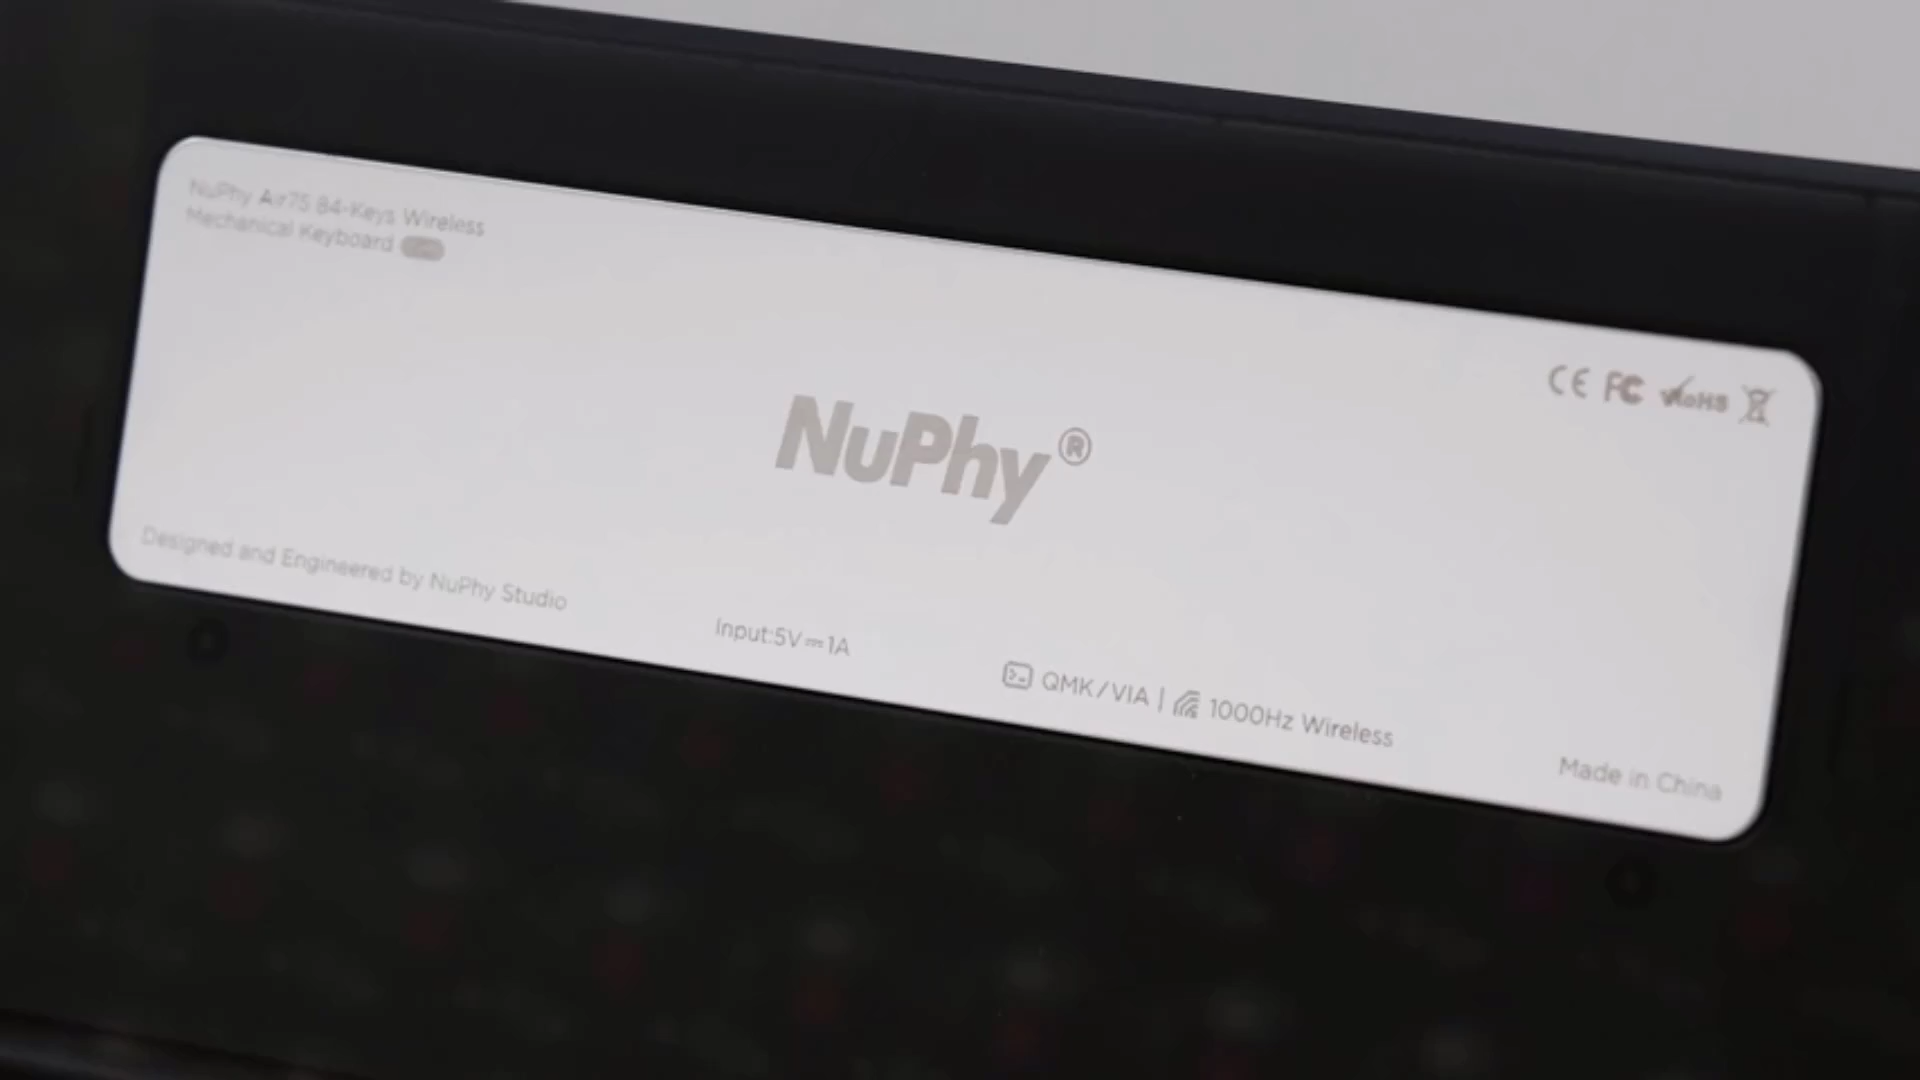 NuPhy Air75 84-Keys Wireless
Mechanical Keyboard
CE FC RoHS
NuPhy®
Designed and Engineered by NuPhy Studio
Input:5V⎓1A
QMK/VIA | 1000Hz Wireless
Made in China